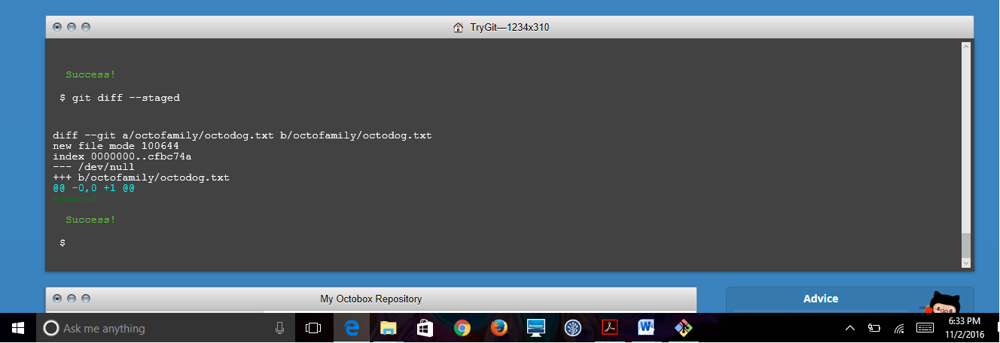 TryGit—1234x310
Success!
$ git diff --staged
diff --git a/octofamily/octodog.txt b/octofamily/octodog.txt
new file mode 100644
index 0000000..cfbc74a
--- /dev/null
+++ b/octofamily/octodog.txt
@@ -0,0 +1 @@
Success!
$
My Octobox Repository
Advice
Ask me anything
6:33 PM
11/2/2016